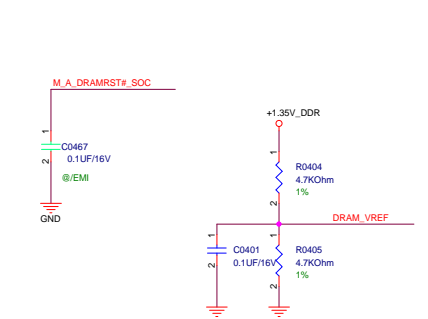 M_A_DRAMRST#_SOC
1
C0467
0.1UF/16V
2
@/EMI
GND
+1.35V_DDR
1
R0404
4.7KOhm
1%
2
DRAM_VREF
1
C0401
0.1UF/16V
2
1
R0405
4.7KOhm
1%
2